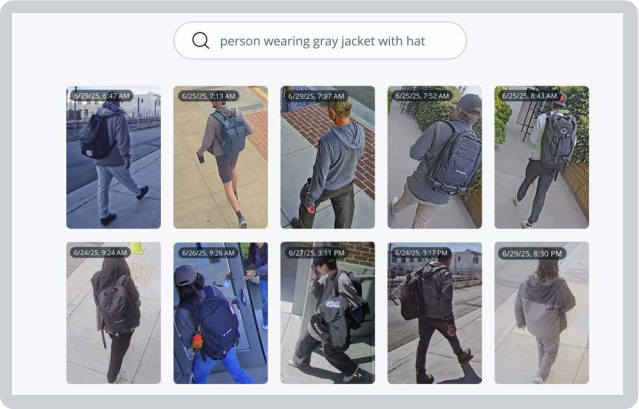 person wearing gray jacket with hat
6/29/25, 6:47 AM
6/25/25, 7:13 AM
6/29/25, 7:37 AM
6/25/25, 7:52 AM
6/25/25, 8:43 AM
6/24/25, 9:24 AM
6/26/25, 9:26 AM
6/27/25, 3:11 PM
6/24/25, 3:17 PM
6/29/25, 8:30 PM